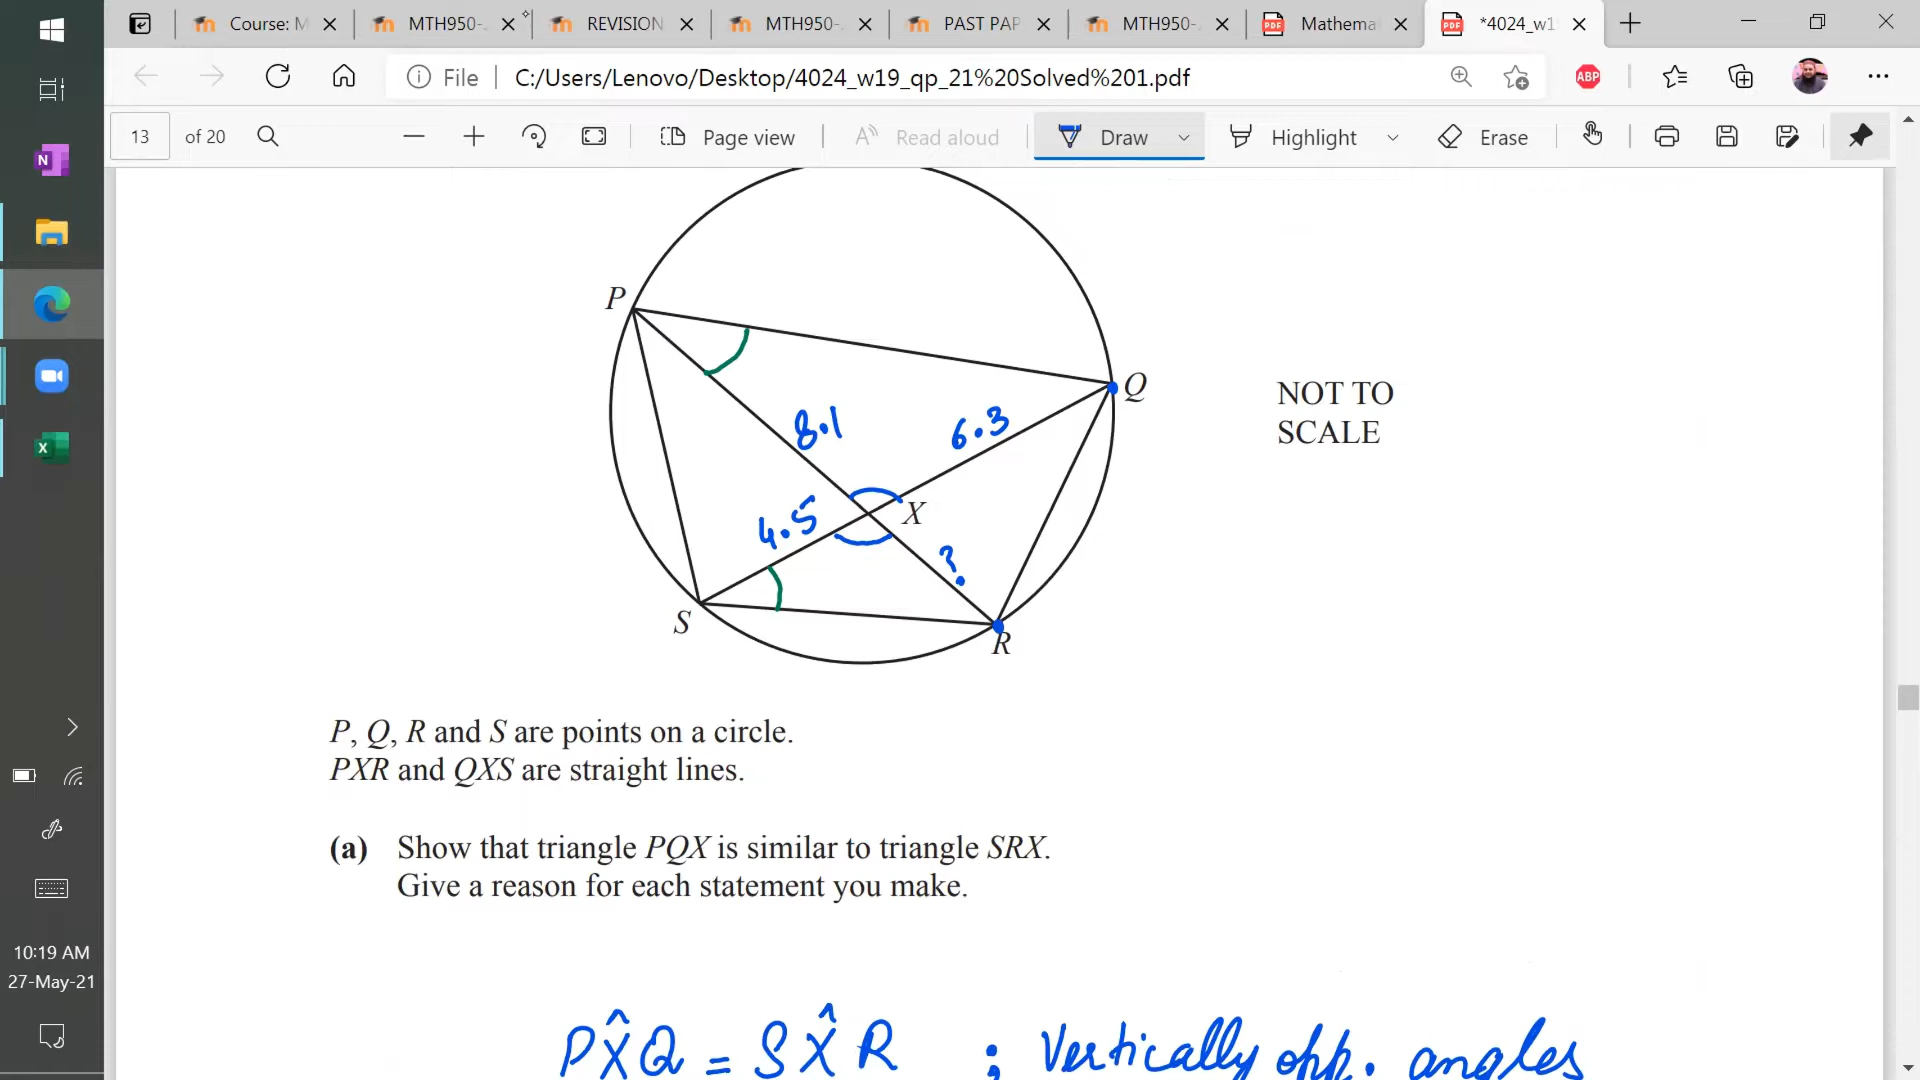 Course: M
MTH950-
REVISION
MTH950-
PAST PAP
MTH950-
Mathema
*4024_w1
File
C:/Users/Lenovo/Desktop/4024_w19_qp_21%20Solved%201.pdf
ABP
13 of 20
Page view
Read aloud
Draw
Highlight
Erase
P
Q
NOT TO
SCALE
8.1
6.3
4.5
X
?
S
R
P, Q, R and S are points on a circle.
PXR and QXS are straight lines.
(a) Show that triangle PQX is similar to triangle SRX.
Give a reason for each statement you make.
PX̂Q = SX̂R ; Vertically opp. angles
10:19 AM
27-May-21